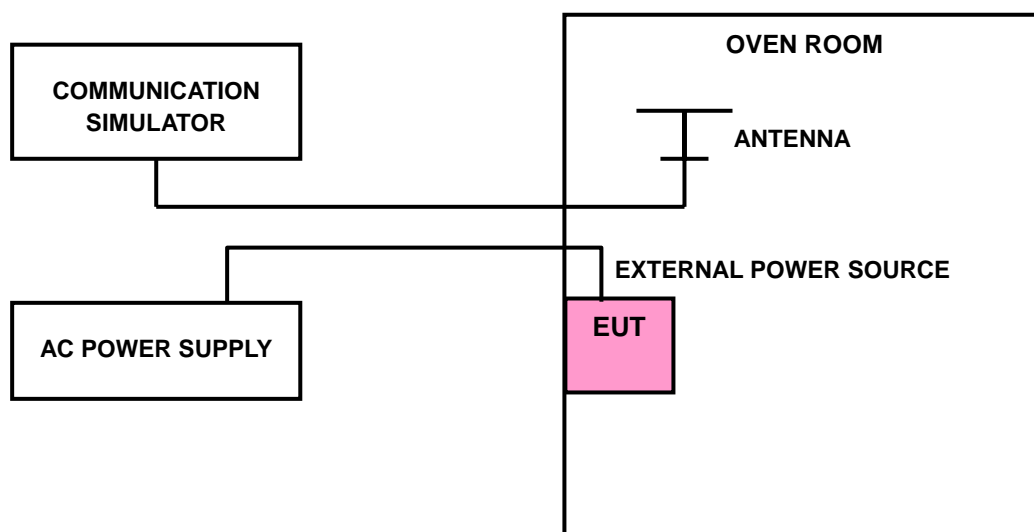 OVEN ROOM
COMMUNICATION
SIMULATOR
ANTENNA
EXTERNAL POWER SOURCE
EUT
AC POWER SUPPLY